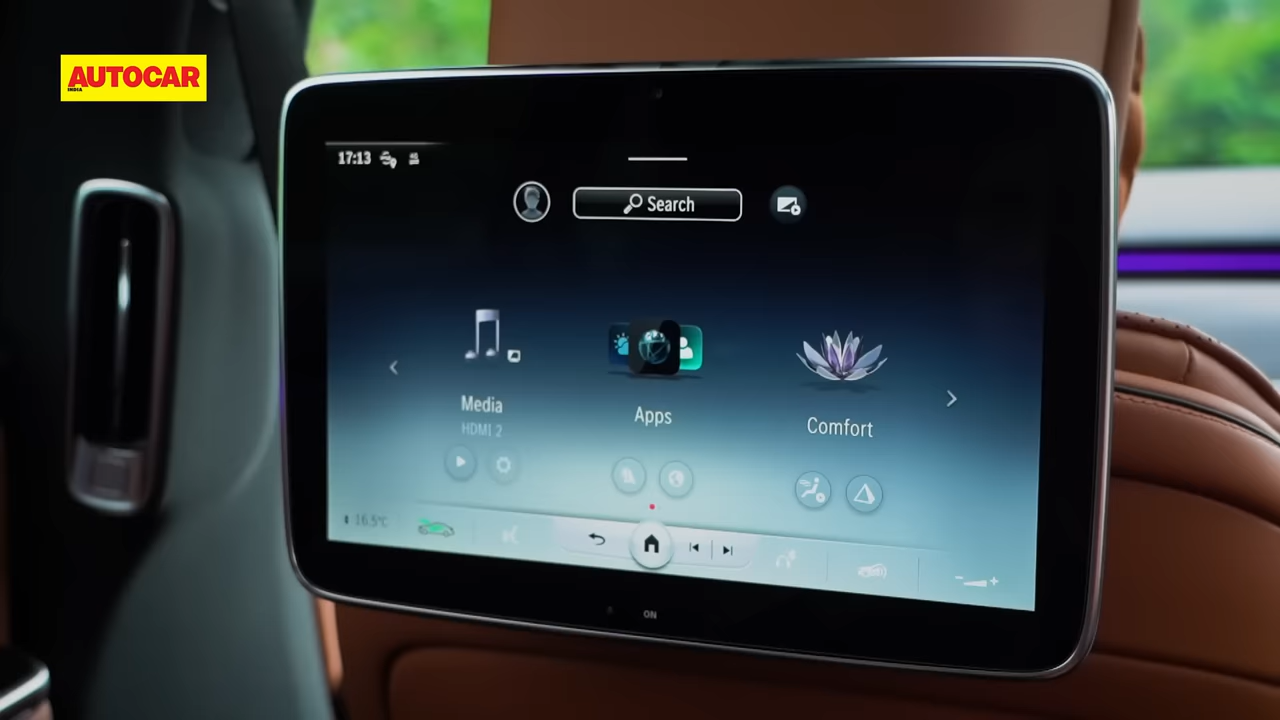 AUTOCAR
INDIA
17:13
Search
Media
HDMI 2
Apps
Comfort
16.5°C
ON